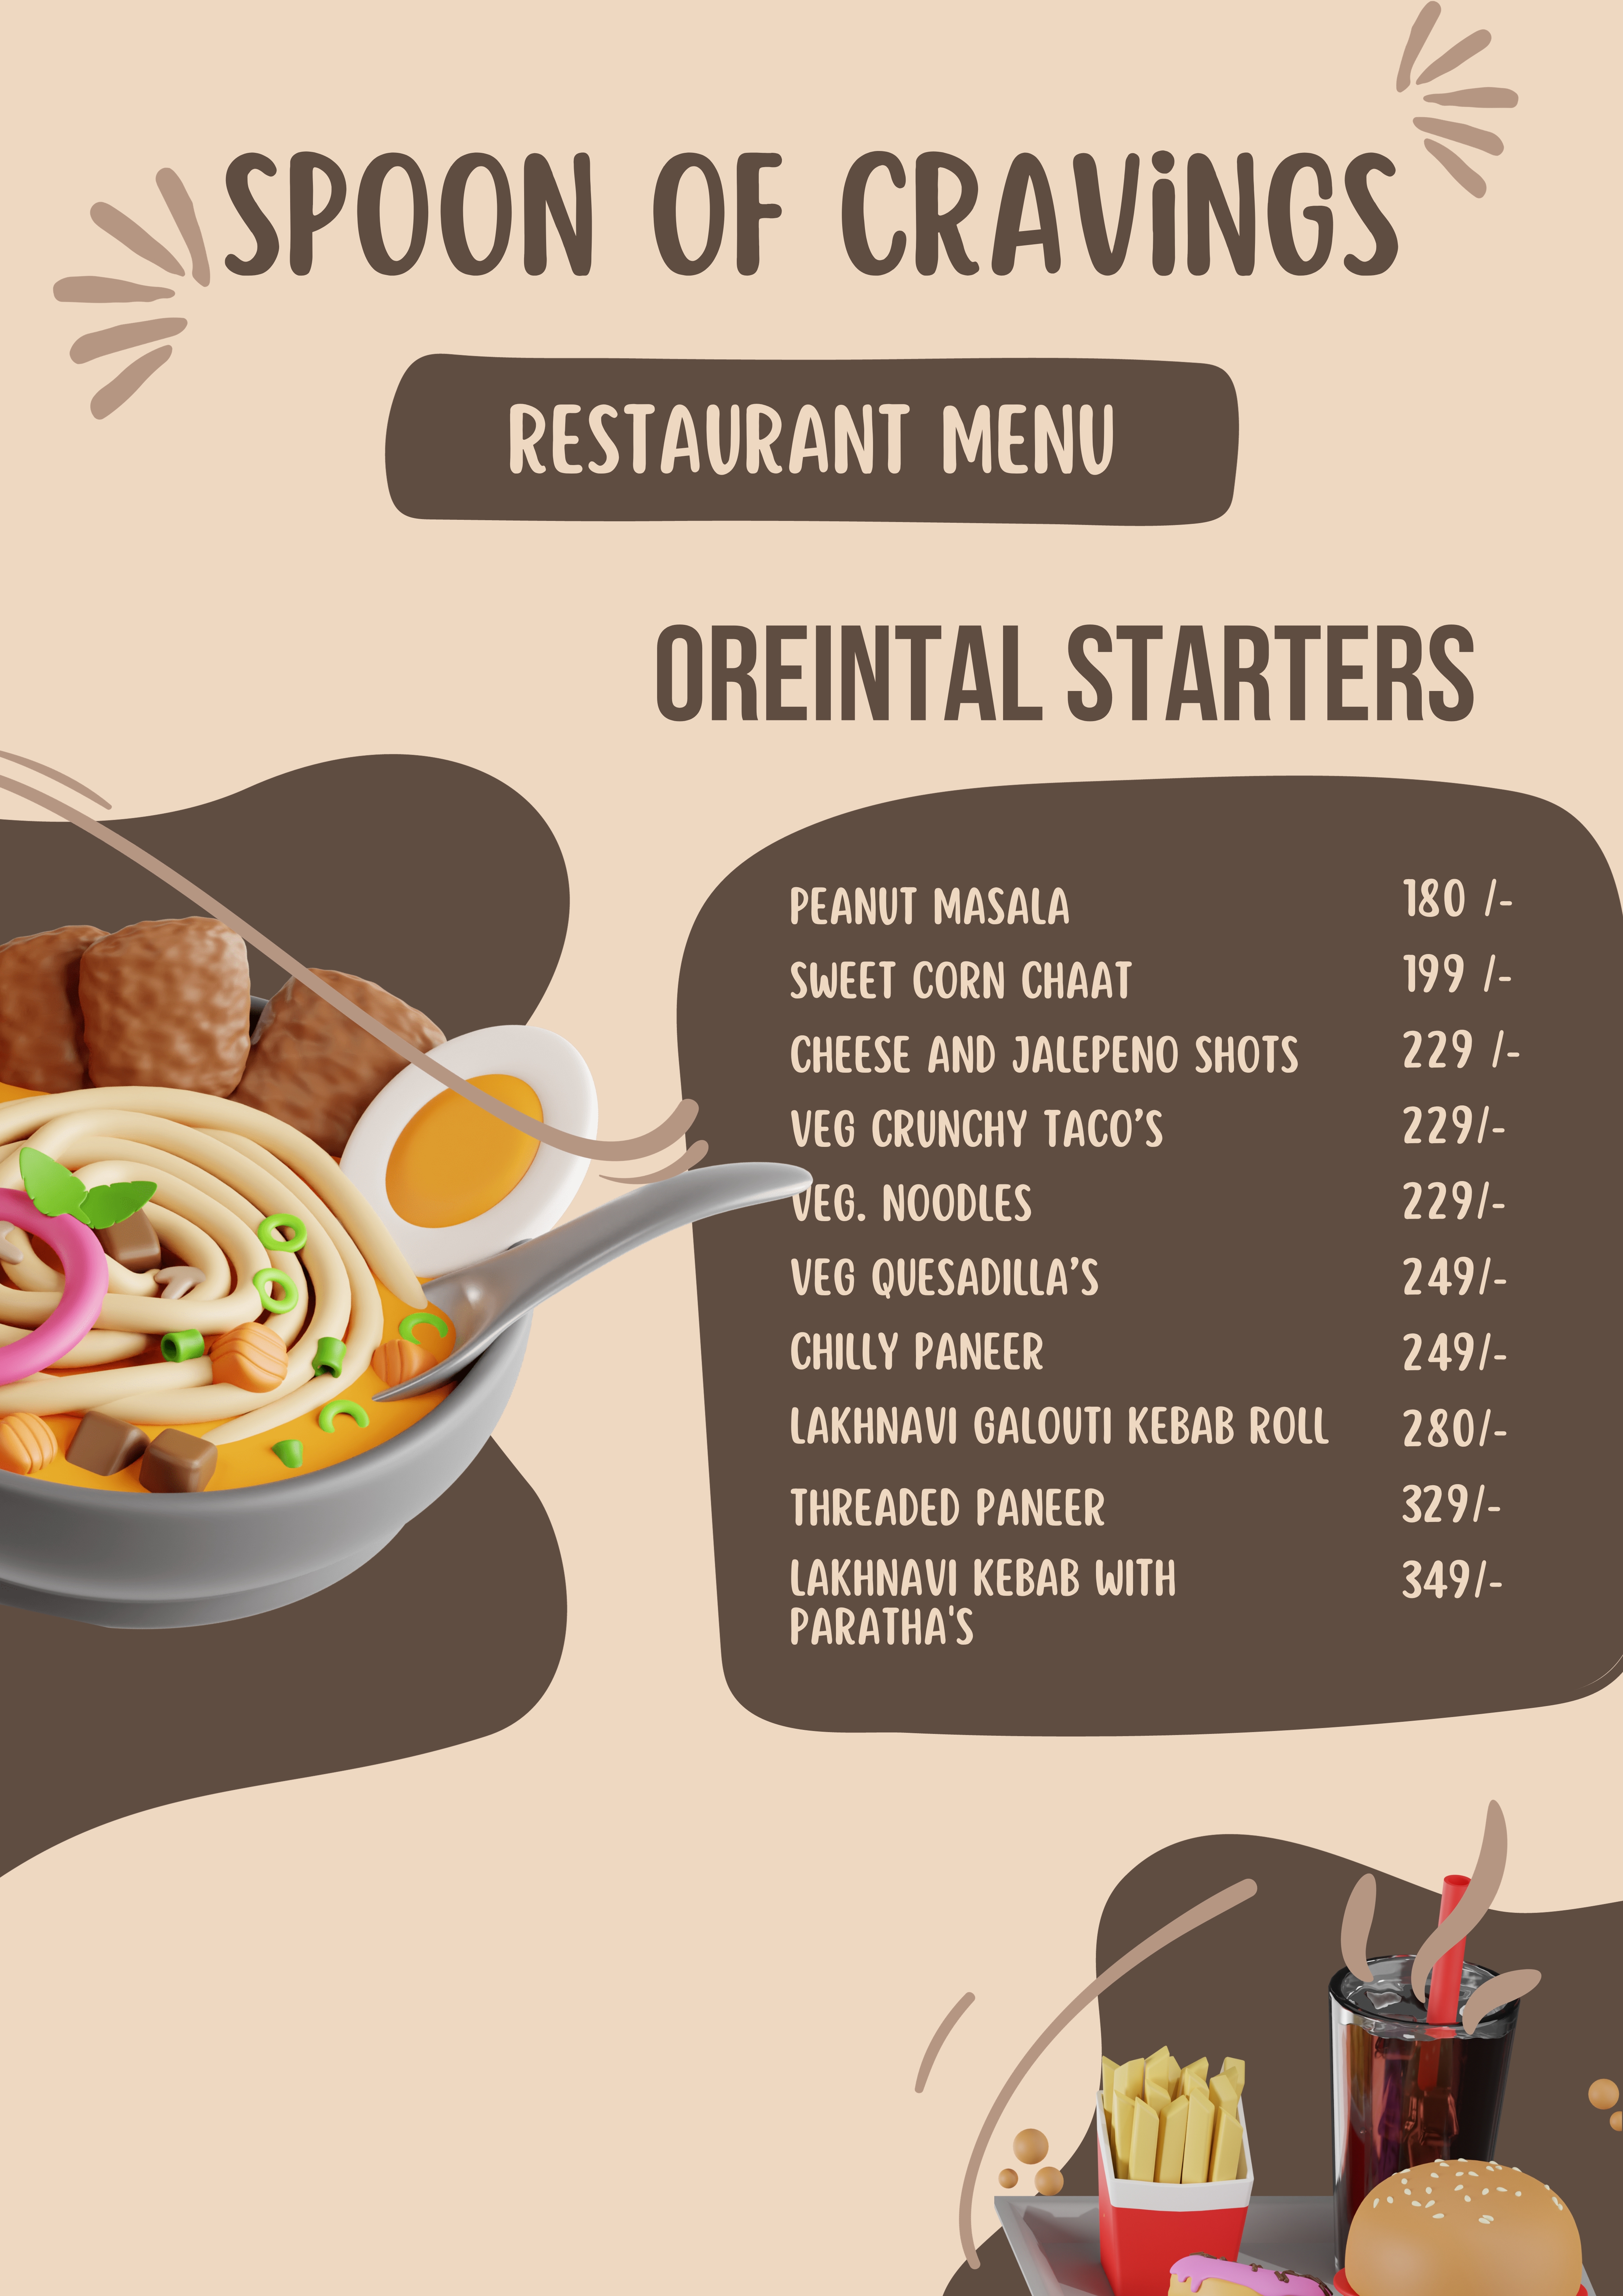 SPOON OF CRAViNGS
RESTAURANT MENU
OREINTAL STARTERS
PEANUT MASALA 180 /-
SWEET CORN CHAAT 199 /-
CHEESE AND JALEPENO SHOTS 229 /-
VEG CRUNCHY TACO’S 229/-
VEG. NOODLES 229/-
VEG QUESADILLA’S 249/-
CHILLY PANEER 249/-
LAKHNAVI GALOUTI KEBAB ROLL 280/-
THREADED PANEER 329/-
LAKHNAVI KEBAB WITH 349/-
PARATHA'S